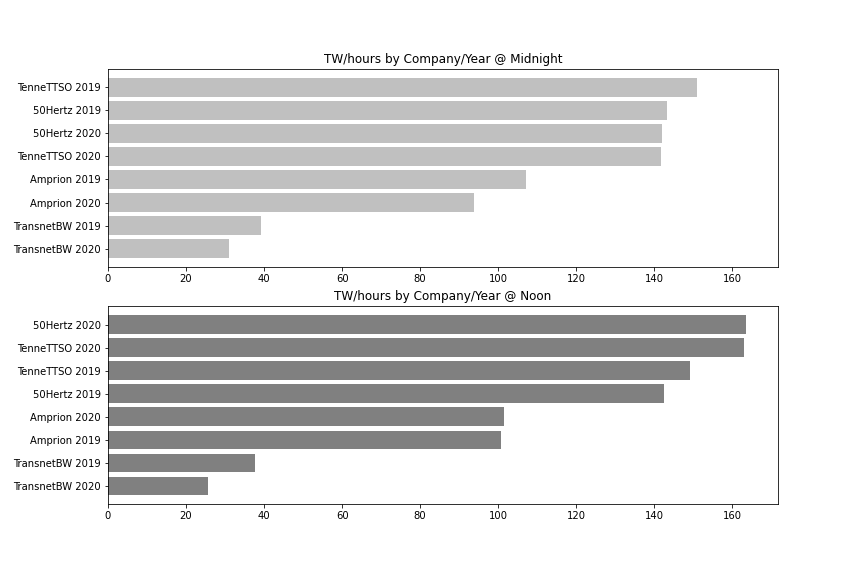 TW/hours by Company/Year @ Midnight
TenneTTSO 2019
50Hertz 2019
50Hertz 2020
TenneTTSO 2020
Amprion 2019
Amprion 2020
TransnetBW 2019
TransnetBW 2020
0 20 40 60 80 100 120 140 160
TW/hours by Company/Year @ Noon
50Hertz 2020
TenneTTSO 2020
TenneTTSO 2019
50Hertz 2019
Amprion 2020
Amprion 2019
TransnetBW 2019
TransnetBW 2020
0 20 40 60 80 100 120 140 160